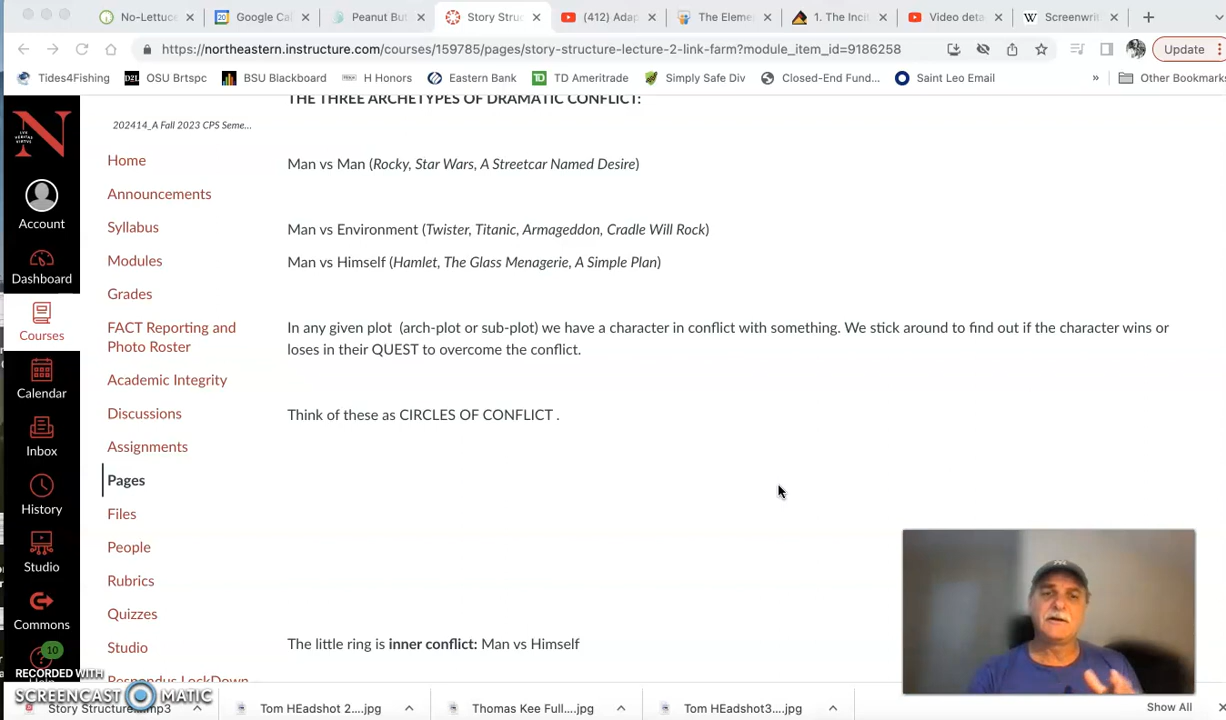 No-Lettuce
Google Cal
Peanut But
Story Struc
(412) Adap
The Eleme
1. The Incit
Video deta
Screenwrit
https://northeastern.instructure.com/courses/159785/pages/story-structure-lecture-2-link-farm?module_item_id=9186258
Update
Tides4Fishing
OSU Brtspc
BSU Blackboard
H Honors
Eastern Bank
TD Ameritrade
Simply Safe Div
Closed-End Fun...
Saint Leo Email
»
Other Bookmarks
THE THREE ARCHETYPES OF DRAMATIC CONFLICT:
202414_A Fall 2023 CPS Seme...
Home
Announcements
Syllabus
Modules
Grades
FACT Reporting and
Photo Roster
Academic Integrity
Discussions
Assignments
Pages
Files
People
Rubrics
Quizzes
Studio
Respondus LockDown
Account
Dashboard
Courses
Calendar
Inbox
History
Studio
Commons
10
Help
Man vs Man (Rocky, Star Wars, A Streetcar Named Desire)
Man vs Environment (Twister, Titanic, Armageddon, Cradle Will Rock)
Man vs Himself (Hamlet, The Glass Menagerie, A Simple Plan)
In any given plot (arch-plot or sub-plot) we have a character in conflict with something. We stick around to find out if the character wins or
loses in their QUEST to overcome the conflict.
Think of these as CIRCLES OF CONFLICT .
The little ring is inner conflict: Man vs Himself
RECORDED WITH
SCREENCAST MATIC
Story Structure....mp3
Tom HEadshot 2....jpg
Thomas Kee Full....jpg
Tom HEadshot3....jpg
Show All